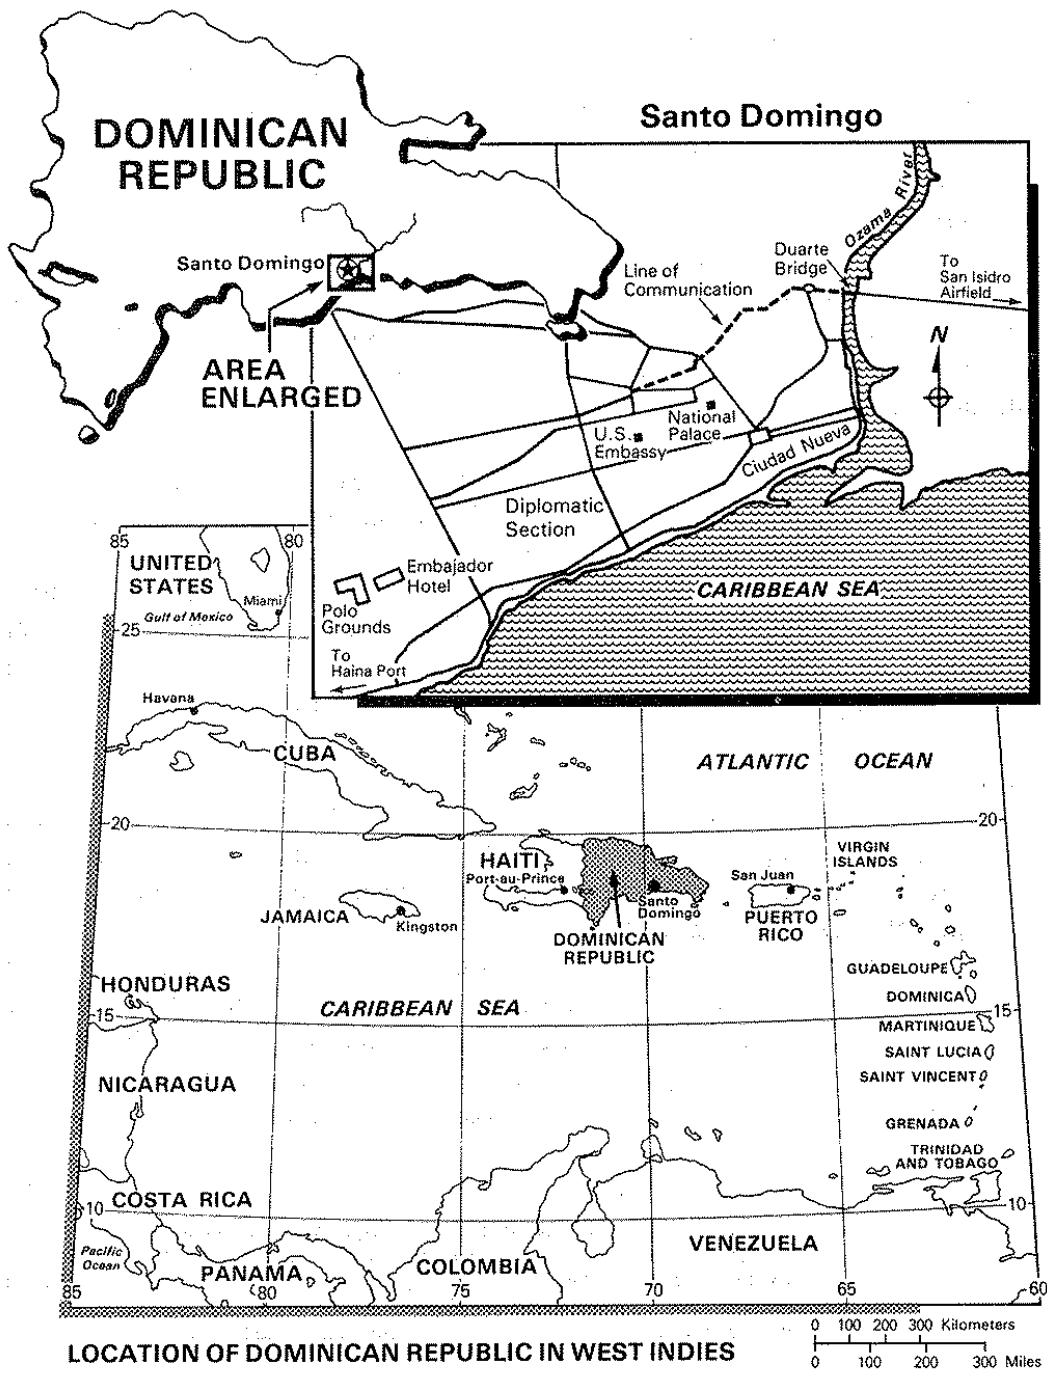 DOMINICAN
REPUBLIC
Santo Domingo
AREA
ENLARGED
Santo Domingo
Ozama River
Duarte
Bridge
To
San Isidro
Airfield
Line of
Communication
N
National
Palace
U.S.
Embassy
Ciudad Nueva
Diplomatic
Section
Embajador
Hotel
Polo
Grounds
To
Haina Port
CARIBBEAN SEA
85
80
UNITED
STATES
Miami
Gulf of Mexico
25
Havana
CUBA
ATLANTIC OCEAN
20
20
HAITI
Port-au-Prince
JAMAICA
Kingston
Santo
Domingo
DOMINICAN
REPUBLIC
San Juan
PUERTO
RICO
VIRGIN
ISLANDS
GUADELOUPE
DOMINICA
MARTINIQUE
SAINT LUCIA
SAINT VINCENT
GRENADA
TRINIDAD
AND TOBAGO
HONDURAS
CARIBBEAN SEA
15
15
NICARAGUA
COSTA RICA
10
10
Pacific
Ocean
PANAMA
COLOMBIA
VENEZUELA
85
80
75
70
65
60
0 100 200 300 Kilometers
0 100 200 300 Miles
LOCATION OF DOMINICAN REPUBLIC IN WEST INDIES